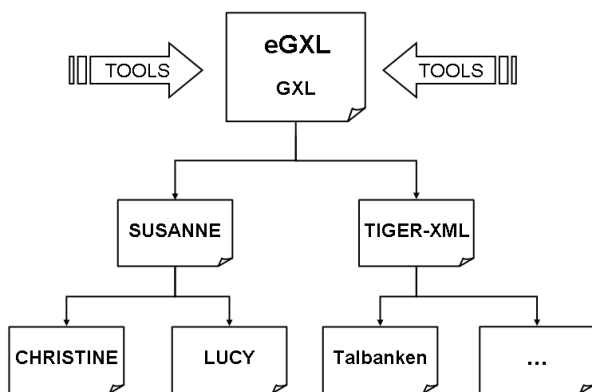 eGXL
GXL
TOOLS
TOOLS
SUSANNE
TIGER-XML
CHRISTINE
LUCY
Talbanken
...